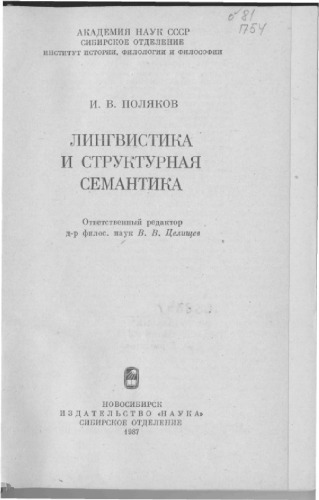 АКАДЕМИЯ НАУК СССР
СИБИРСКОЕ ОТДЕЛЕНИЕ
ИНСТИТУТ ИСТОРИИ, ФИЛОЛОГИИ И ФИЛОСОФИИ
И. В. ПОЛЯКОВ
ЛИНГВИСТИКА
И СТРУКТУРНАЯ
СЕМАНТИКА
Ответственный редактор
д-р филос. наук В. В. Целищев
НОВОСИБИРСК
ИЗДАТЕЛЬСТВО «НАУКА»
СИБИРСКОЕ ОТДЕЛЕНИЕ
1987